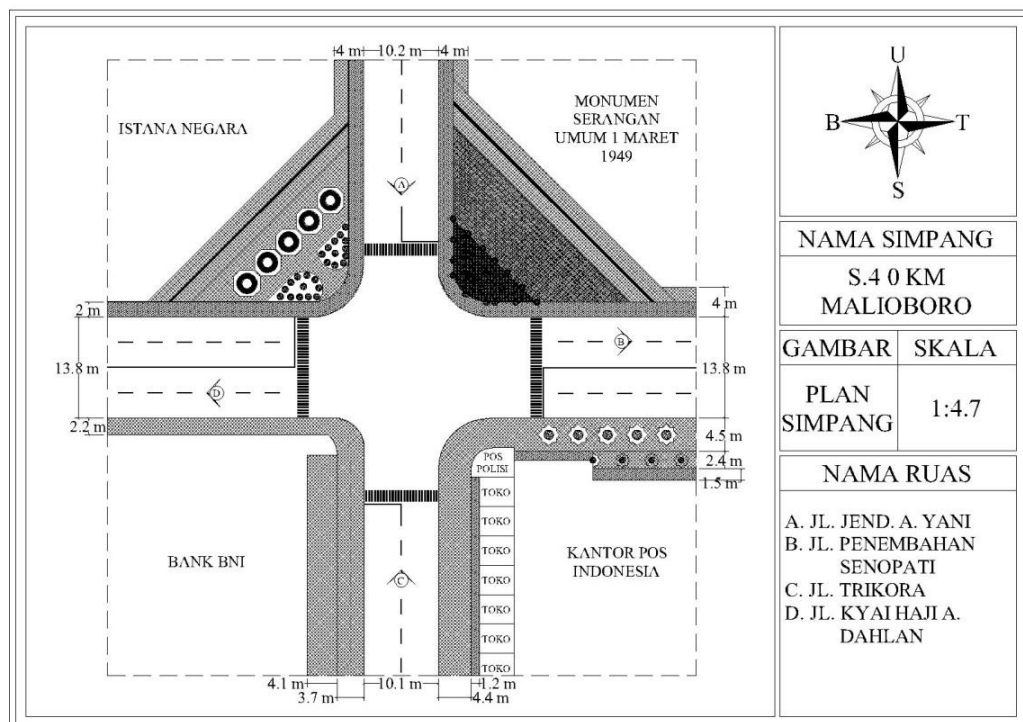 4 m 10.2 m 4 m
ISTANA NEGARA
MONUMEN
SERANGAN
UMUM 1 MARET
1949
A
2 m
4 m
13.8 m
B
13.8 m
D
2.2 m
4.5 m
POS
POLISI
2.4 m
1.5 m
TOKO
TOKO
TOKO
TOKO
TOKO
TOKO
TOKO
BANK BNI
KANTOR POS
INDONESIA
C
4.1 m 10.1 m 1.2 m
3.7 m 4.4 m
U
B T
S
NAMA SIMPANG
S.4 0 KM
MALIOBORO
GAMBAR SKALA
PLAN
SIMPANG
1:4.7
NAMA RUAS
A. JL. JEND. A. YANI
B. JL. PENEMBAHAN
SENOPATI
C. JL. TRIKORA
D. JL. KYAI HAJI A.
DAHLAN